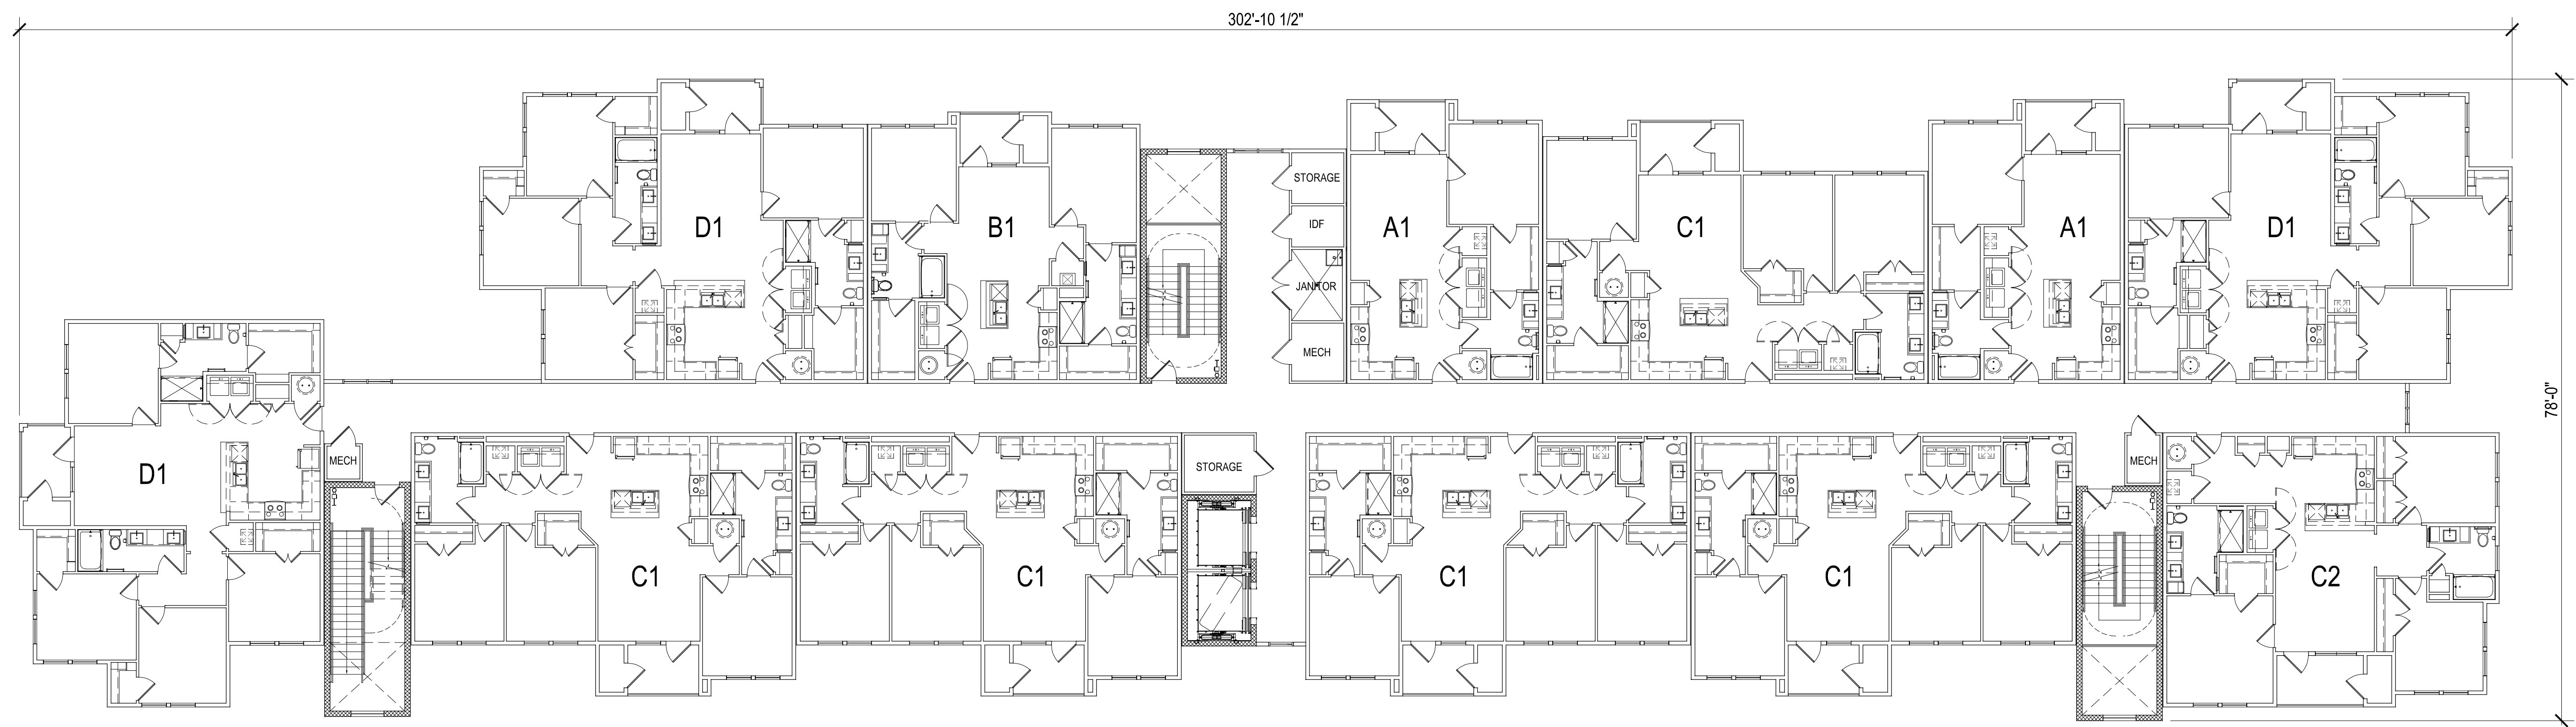 302'-10 1/2"
STORAGE
D1
B1
IDF
A1
C1
A1
D1
JANITOR
MECH
78'-0"
MECH
STORAGE
MECH
D1
C1
C1
C1
C1
C2